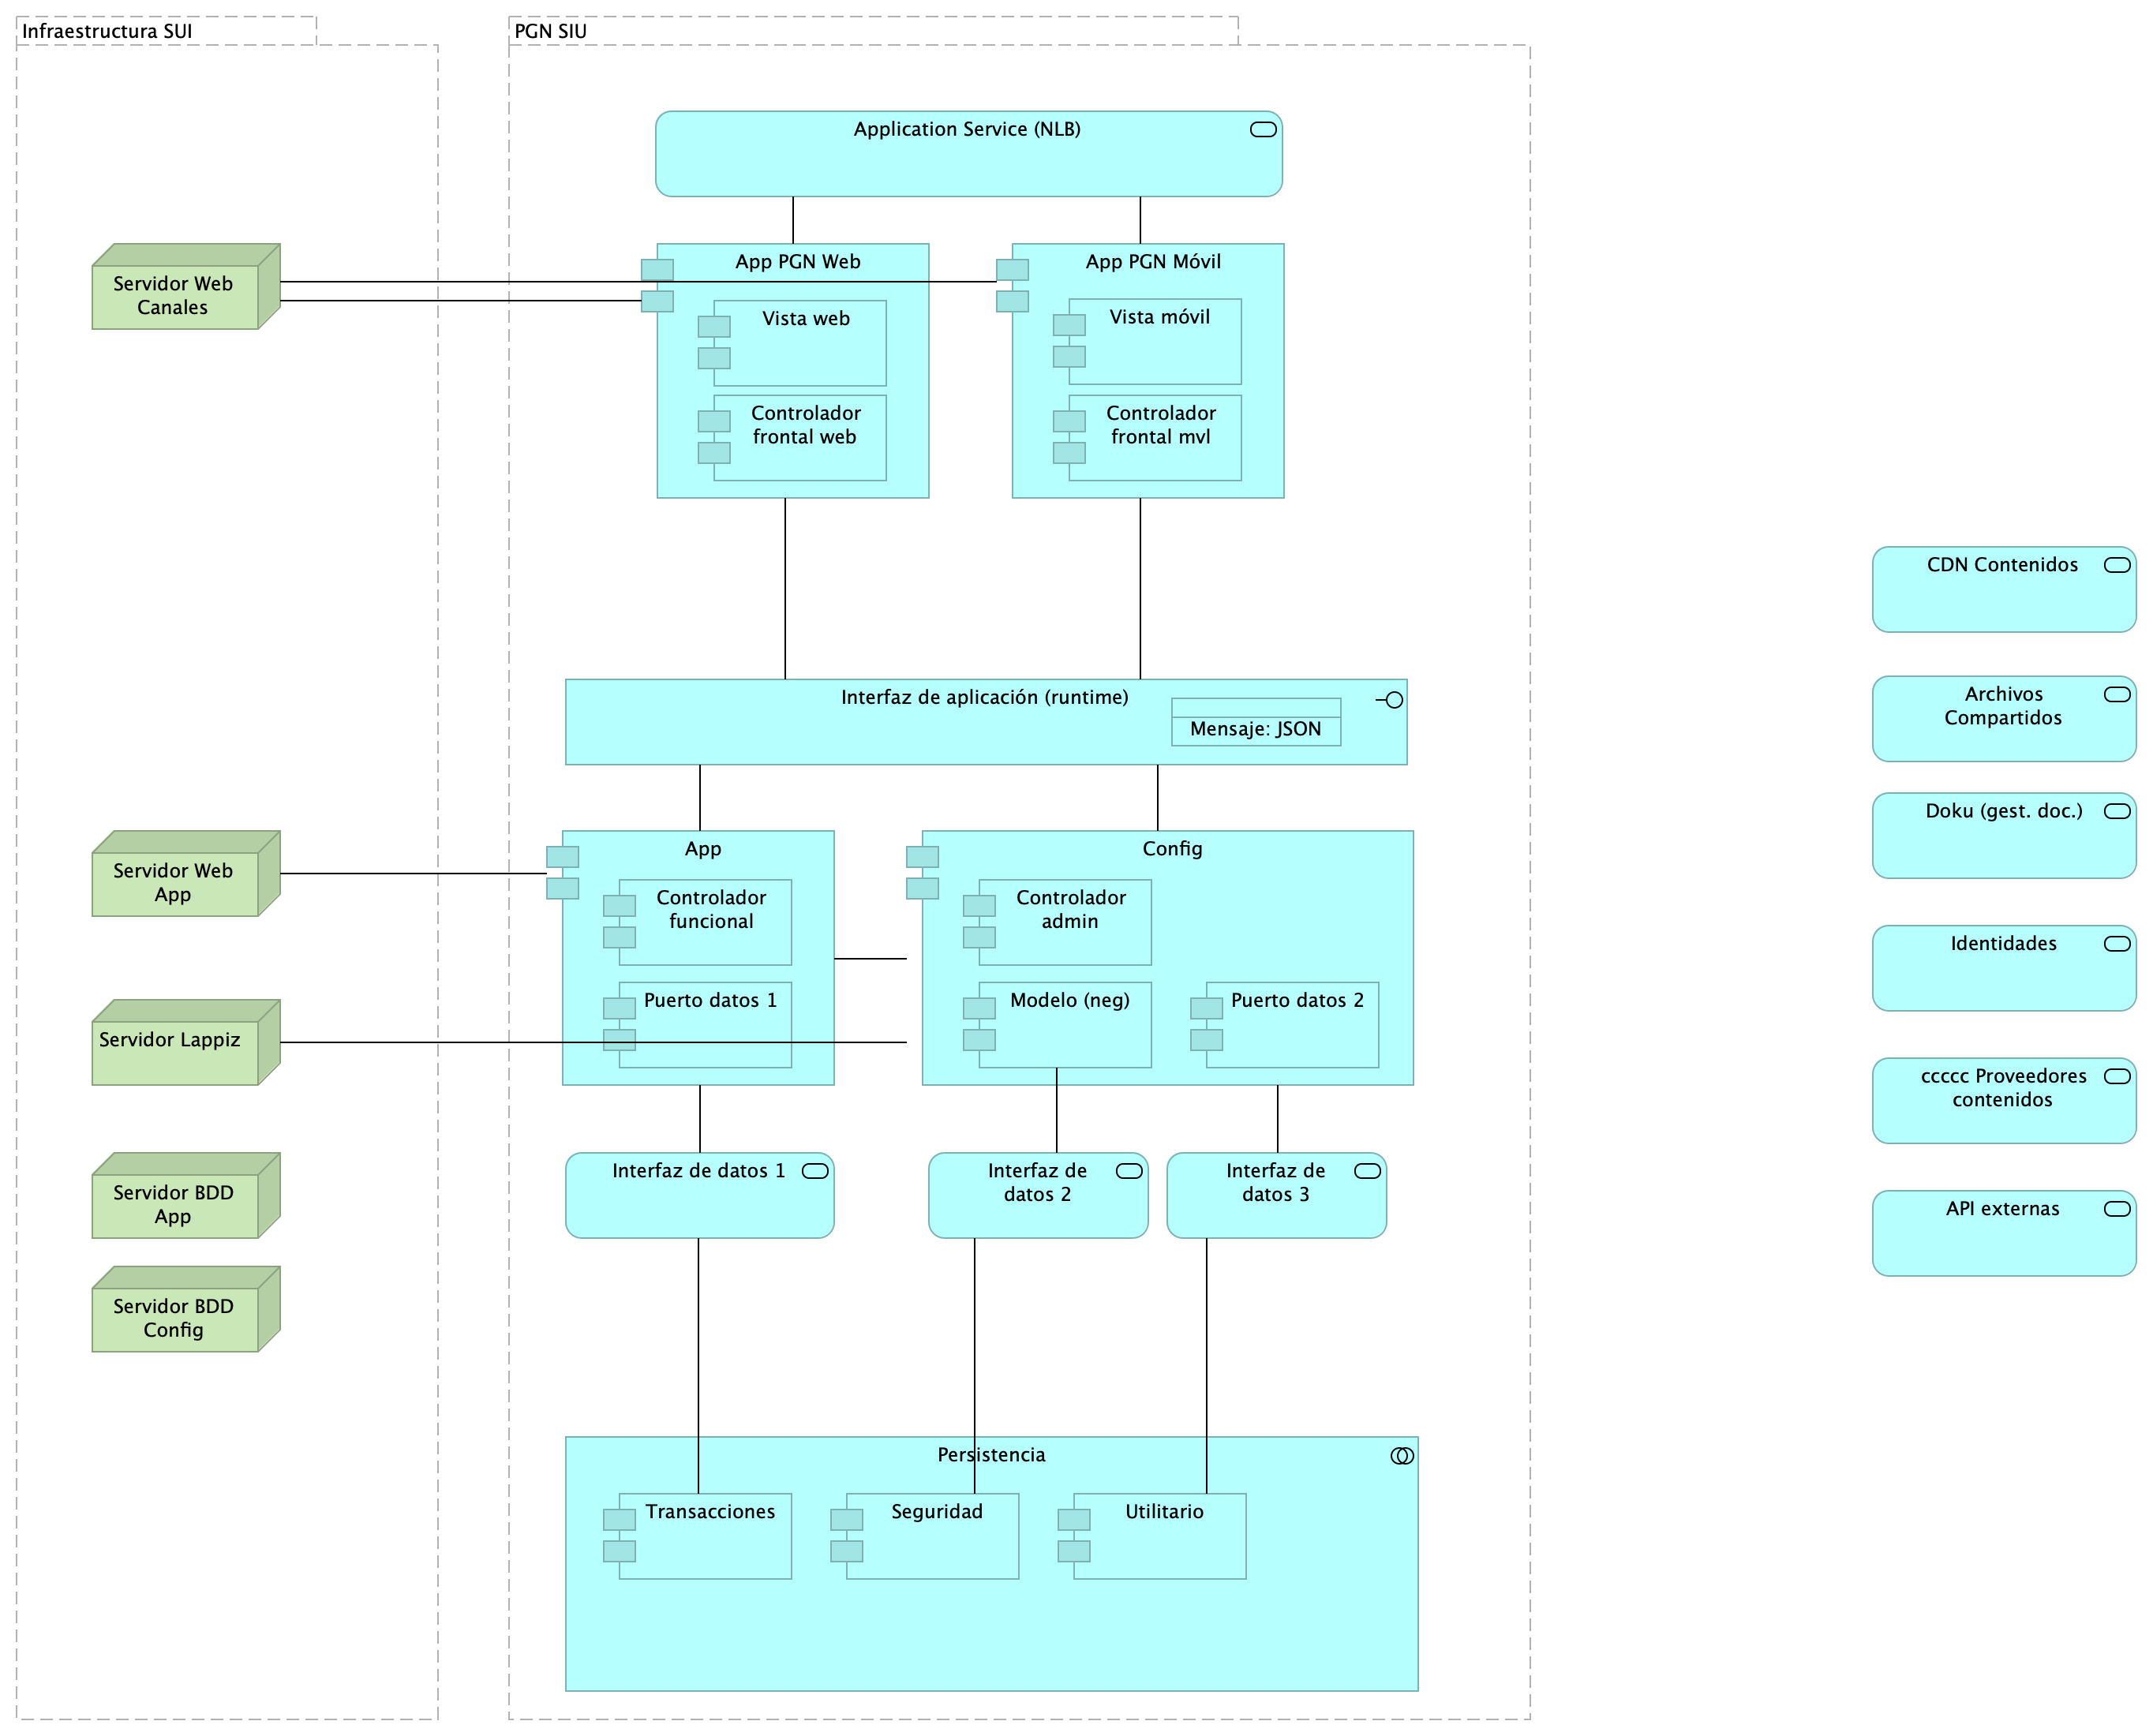 Infraestructura SUI
PGN SIU
Application Service (NLB)
Servidor Web
Canales
App PGN Web
Vista web
Controlador
frontal web
App PGN Móvil
Vista móvil
Controlador
frontal mvl
Interfaz de aplicación (runtime)
Mensaje: JSON
Servidor Web
App
App
Controlador
funcional
Puerto datos 1
Config
Controlador
admin
Modelo (neg)
Puerto datos 2
Servidor Lappiz
Servidor BDD
App
Servidor BDD
Config
Interfaz de datos 1
Interfaz de
datos 2
Interfaz de
datos 3
Persistencia
Transacciones
Seguridad
Utilitario
CDN Contenidos
Archivos
Compartidos
Doku (gest. doc.)
Identidades
ccccc Proveedores
contenidos
API externas